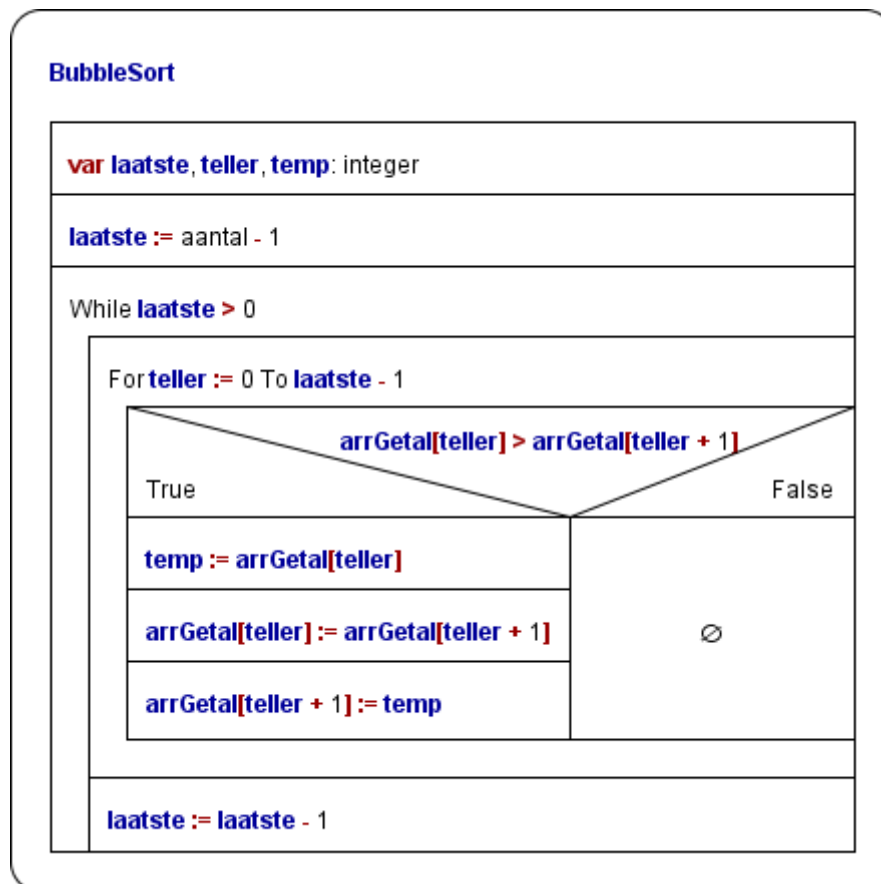 BubbleSort
var laatste, teller, temp: integer
laatste := aantal - 1
While laatste > 0
For teller := 0 To laatste - 1
arrGetal[teller] > arrGetal[teller + 1]
True
False
temp := arrGetal[teller]
arrGetal[teller] := arrGetal[teller + 1]
∅
arrGetal[teller + 1] := temp
laatste := laatste - 1